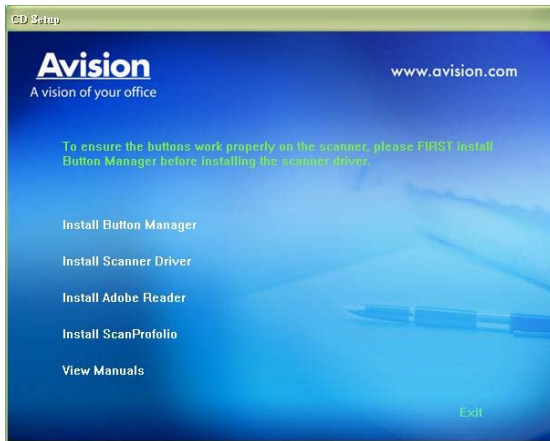 CD Setup
Avision
www.avision.com
A vision of your office
To ensure the buttons work properly on the scanner, please FIRST install
Button Manager before installing the scanner driver.
Install Button Manager
Install Scanner Driver
Install Adobe Reader
Install ScanProfolio
View Manuals
Exit